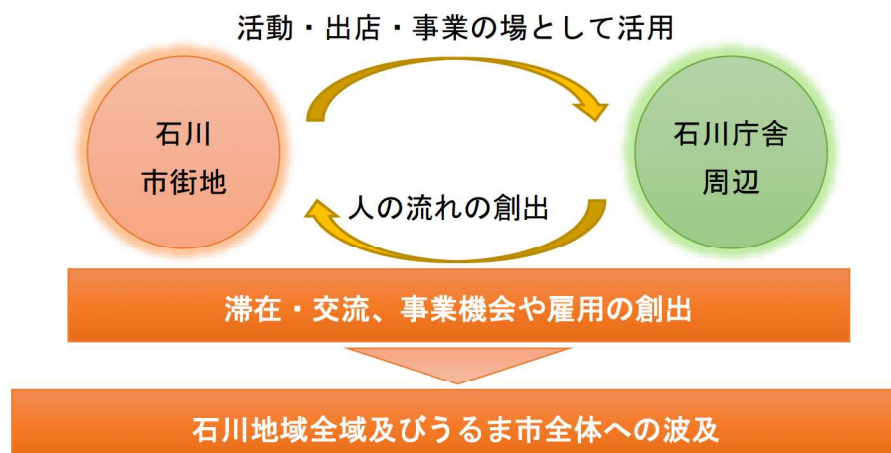 活動・出店・事業の場として活用
石川
市街地
石川庁舎
周辺
人の流れの創出
滞在・交流、事業機会や雇用の創出
石川地域全域及びうるま市全体への波及